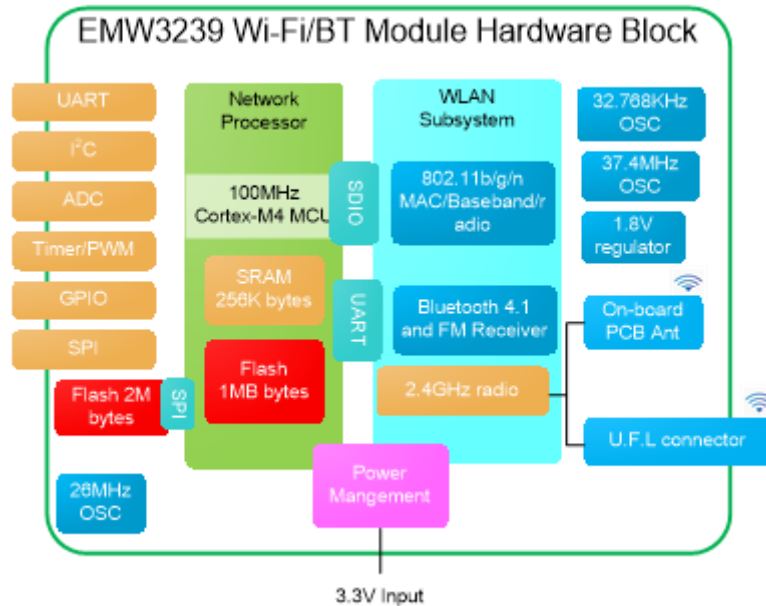 EMW3239 Wi-Fi/BT Module Hardware Block
UART
I²C
ADC
Timer/PWM
GPIO
SPI
Flash 2M
bytes
SPI
26MHz
OSC
Network
Processor
100MHz
Cortex-M4 MCU
SRAM
256K bytes
Flash
1MB bytes
SDIO
UART
WLAN
Subsystem
802.11b/g/n
MAC/Baseband/r
adio
Bluetooth 4.1
and FM Receiver
2.4GHz radio
Power
Mangement
3.3V Input
32.768KHz
OSC
37.4MHz
OSC
1.8V
regulator
On-board
PCB Ant
U.F.L connector